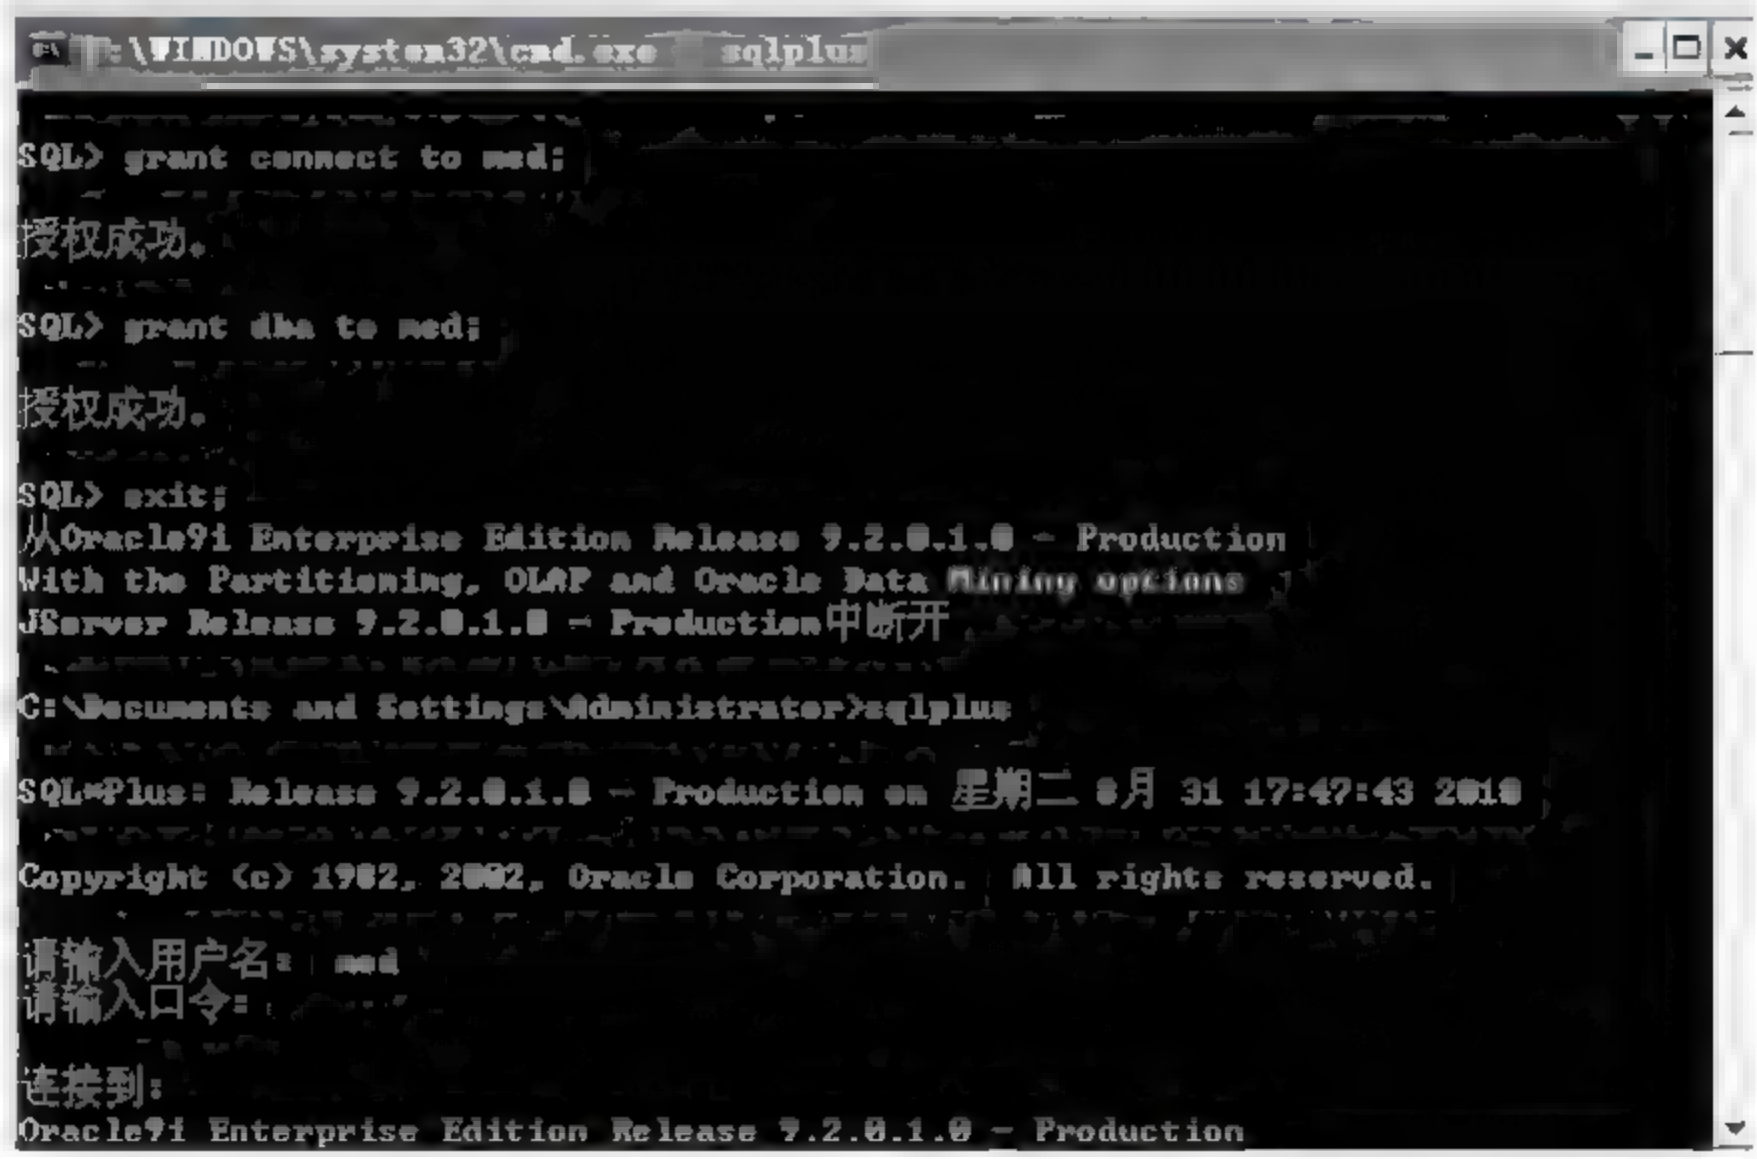 :\WINDOWS\system32\cmd.exe - sqlplus
SQL> grant connect to med;
授权成功。
SQL> grant dba to med;
授权成功。
SQL> exit;
从Oracle9i Enterprise Edition Release 9.2.0.1.0 - Production
With the Partitioning, OLAP and Oracle Data Mining options
JServer Release 9.2.0.1.0 - Production中断开
C:\Documents and Settings\Administrator>sqlplus
SQL*Plus: Release 9.2.0.1.0 - Production on 星期二 8月 31 17:47:43 2010
Copyright (c) 1982, 2002, Oracle Corporation.  All rights reserved.
请输入用户名:  med
请输入口令:
连接到:
Oracle9i Enterprise Edition Release 9.2.0.1.0 - Production